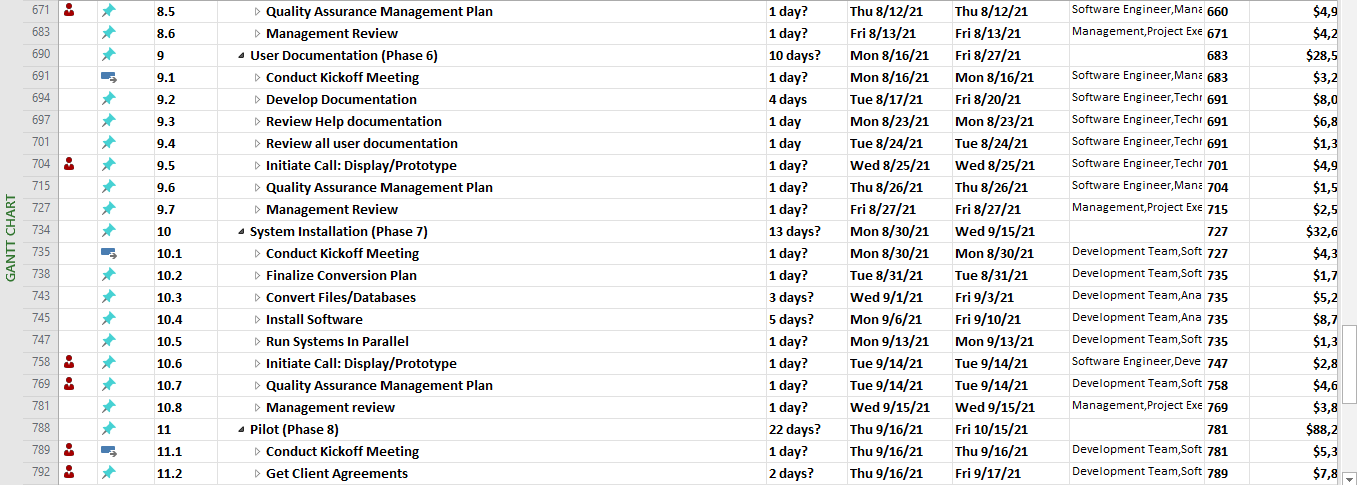 GANTT CHART
671 8.5 Quality Assurance Management Plan 1 day? Thu 8/12/21 Thu 8/12/21 Software Engineer,Mana 660 $4,9
683 8.6 Management Review 1 day? Fri 8/13/21 Fri 8/13/21 Management,Project Exe 671 $4,2
690 9 User Documentation (Phase 6) 10 days? Mon 8/16/21 Fri 8/27/21 683 $28,5
691 9.1 Conduct Kickoff Meeting 1 day? Mon 8/16/21 Mon 8/16/21 Software Engineer,Mana 683 $3,2
694 9.2 Develop Documentation 4 days Tue 8/17/21 Fri 8/20/21 Software Engineer,Techr 691 $8,0
697 9.3 Review Help documentation 1 day Mon 8/23/21 Mon 8/23/21 Software Engineer,Techr 691 $6,8
701 9.4 Review all user documentation 1 day Tue 8/24/21 Tue 8/24/21 Software Engineer,Techr 691 $1,3
704 9.5 Initiate Call: Display/Prototype 1 day? Wed 8/25/21 Wed 8/25/21 Software Engineer,Techr 701 $4,9
715 9.6 Quality Assurance Management Plan 1 day? Thu 8/26/21 Thu 8/26/21 Software Engineer,Mana 704 $1,5
727 9.7 Management Review 1 day? Fri 8/27/21 Fri 8/27/21 Management,Project Exe 715 $2,5
734 10 System Installation (Phase 7) 13 days? Mon 8/30/21 Wed 9/15/21 727 $32,6
735 10.1 Conduct Kickoff Meeting 1 day? Mon 8/30/21 Mon 8/30/21 Development Team,Soft 727 $4,3
738 10.2 Finalize Conversion Plan 1 day? Tue 8/31/21 Tue 8/31/21 Development Team,Soft 735 $1,7
743 10.3 Convert Files/Databases 3 days? Wed 9/1/21 Fri 9/3/21 Development Team,Ana 735 $5,2
745 10.4 Install Software 5 days? Mon 9/6/21 Fri 9/10/21 Development Team,Ana 735 $8,7
747 10.5 Run Systems In Parallel 1 day? Mon 9/13/21 Mon 9/13/21 Development Team,Soft 735 $1,3
758 10.6 Initiate Call: Display/Prototype 1 day? Tue 9/14/21 Tue 9/14/21 Software Engineer,Deve 747 $2,8
769 10.7 Quality Assurance Management Plan 1 day? Tue 9/14/21 Tue 9/14/21 Development Team,Soft 758 $4,6
781 10.8 Management review 1 day? Wed 9/15/21 Wed 9/15/21 Management,Project Exe 769 $3,8
788 11 Pilot (Phase 8) 22 days? Thu 9/16/21 Fri 10/15/21 781 $88,2
789 11.1 Conduct Kickoff Meeting 1 day? Thu 9/16/21 Thu 9/16/21 Development Team,Soft 781 $5,3
792 11.2 Get Client Agreements 2 days? Thu 9/16/21 Fri 9/17/21 Development Team,Soft 789 $7,8